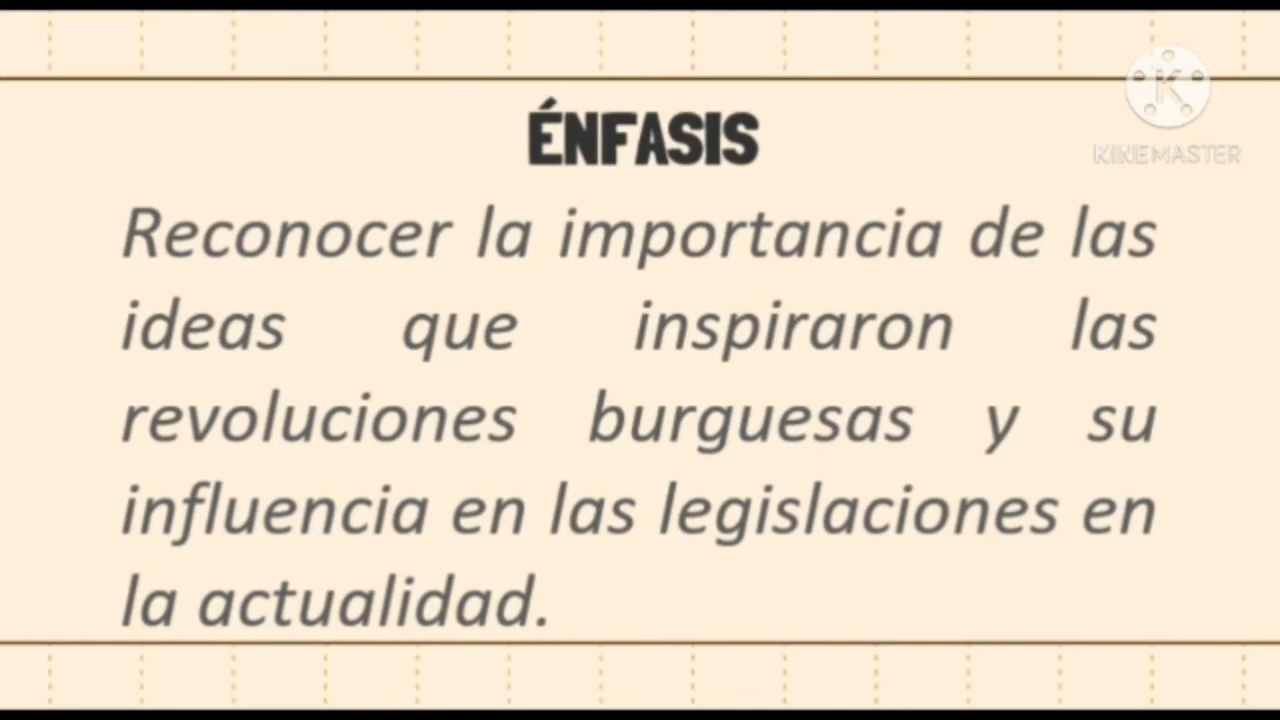 ÉNFASIS
K
KINEMASTER
Reconocer la importancia de las
ideas que inspiraron las
revoluciones burguesas y su
influencia en las legislaciones en
la actualidad.